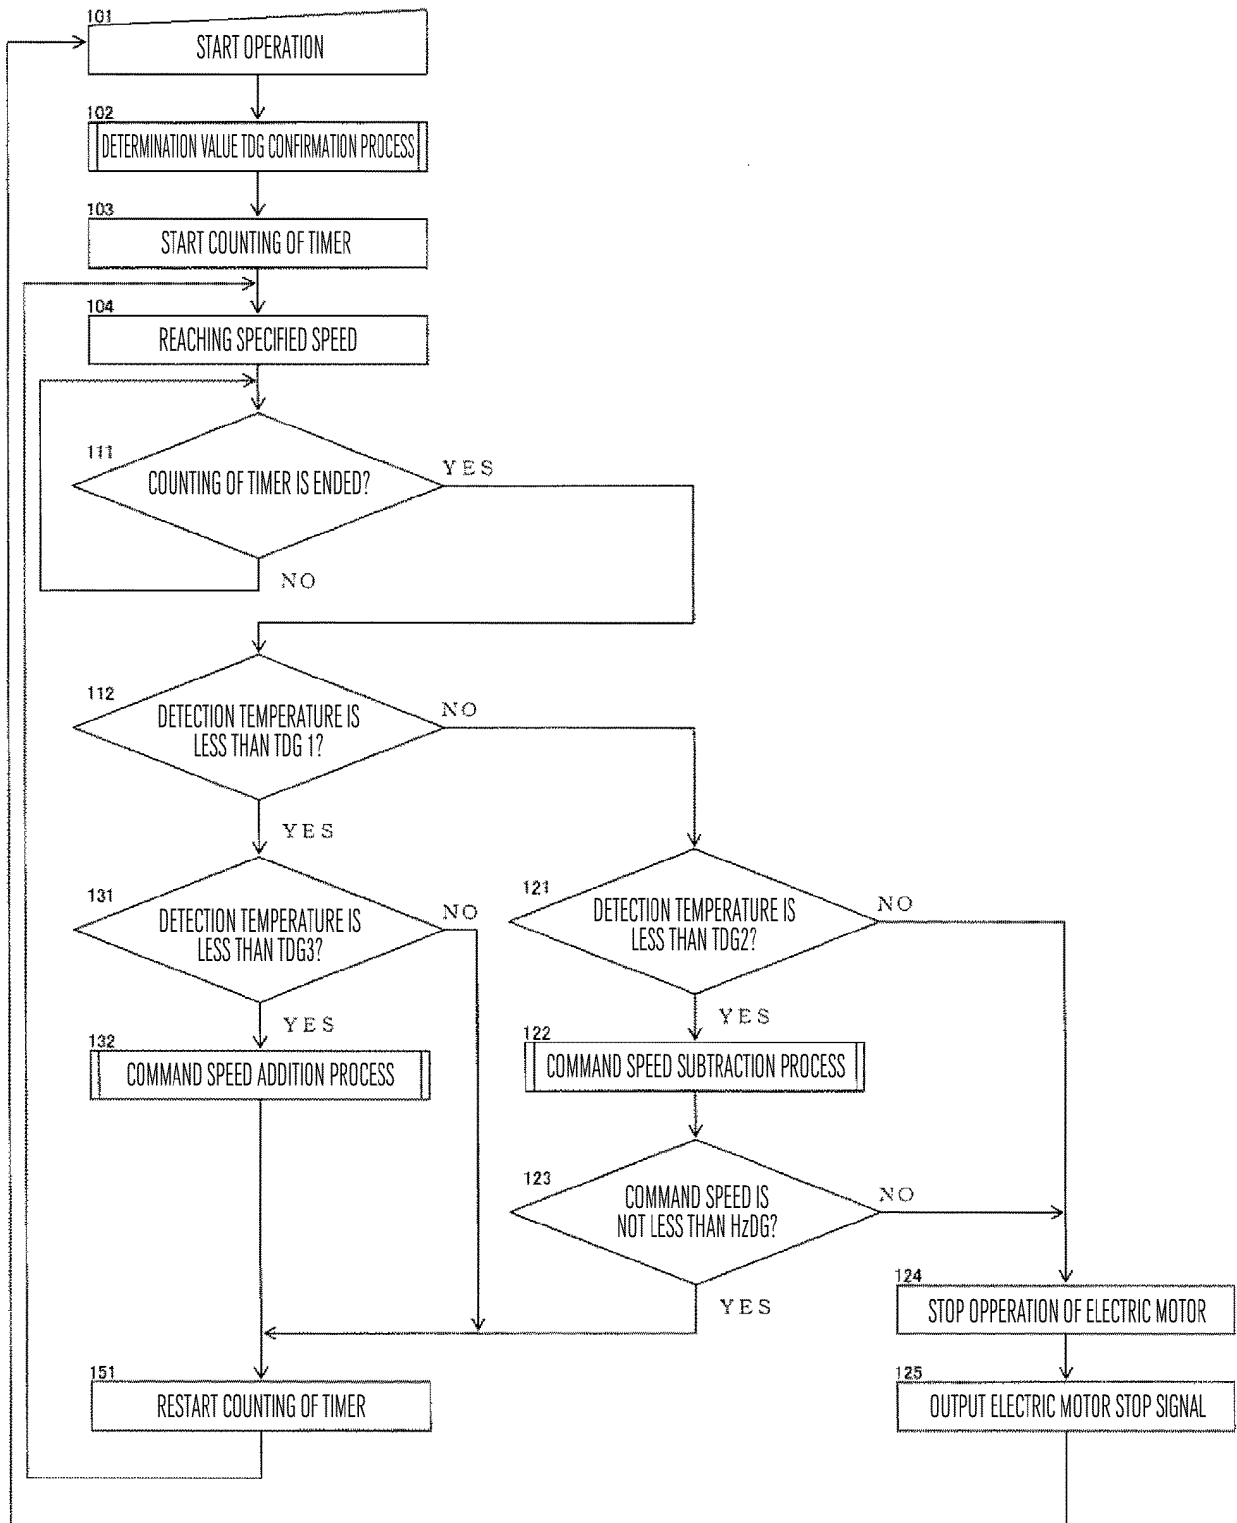 101
START OPERATION
102
DETERMINATION VALUE TDG CONFIRMATION PROCESS
103
START COUNTING OF TIMER
104
REACHING SPECIFIED SPEED
111
COUNTING OF TIMER IS ENDED?
YES
NO
112
DETECTION TEMPERATURE IS
LESS THAN TDG 1?
NO
YES
131
DETECTION TEMPERATURE IS
LESS THAN TDG3?
NO
YES
121
DETECTION TEMPERATURE IS
LESS THAN TDG2?
NO
YES
132
COMMAND SPEED ADDITION PROCESS
122
COMMAND SPEED SUBTRACTION PROCESS
123
COMMAND SPEED IS
NOT LESS THAN HzDG?
NO
YES
124
STOP OPPERATION OF ELECTRIC MOTOR
151
RESTART COUNTING OF TIMER
125
OUTPUT ELECTRIC MOTOR STOP SIGNAL